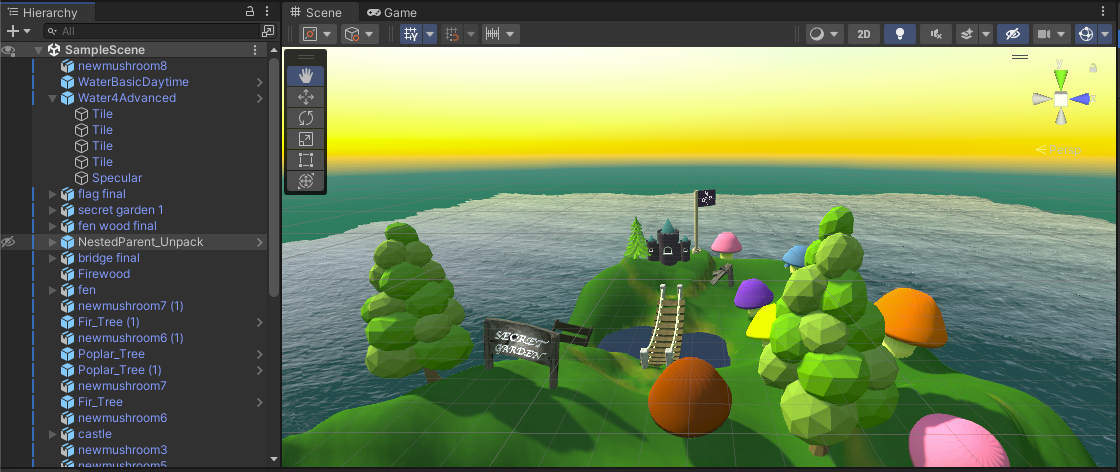 Hierarchy
All
SampleScene
newmushroom8
WaterBasicDaytime
Water4Advanced
Tile
Tile
Tile
Tile
Specular
flag final
secret garden 1
fen wood final
NestedParent_Unpack
bridge final
Firewood
fen
newmushroom7 (1)
Fir_Tree (1)
newmushroom6 (1)
Poplar_Tree
Poplar_Tree (1)
newmushroom7
Fir_Tree
newmushroom6
castle
newmushroom3
newmushroom5
Scene
Game
2D
y
z
Persp
SECRET
GARDEN